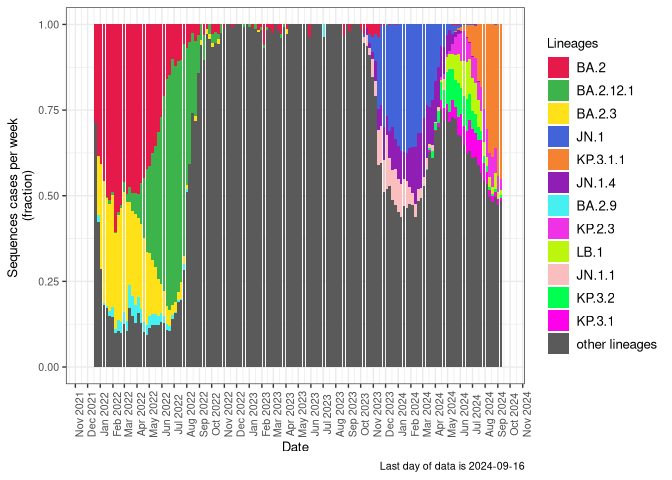 1.00
0.75
0.50
0.25
0.00
Sequences cases per week
(fraction)
Nov 2021
Dec 2021
Jan 2022
Feb 2022
Mar 2022
Apr 2022
May 2022
Jun 2022
Jul 2022
Aug 2022
Sep 2022
Oct 2022
Nov 2022
Dec 2022
Jan 2023
Feb 2023
Mar 2023
Apr 2023
May 2023
Jun 2023
Jul 2023
Aug 2023
Sep 2023
Oct 2023
Nov 2023
Dec 2023
Jan 2024
Feb 2024
Mar 2024
Apr 2024
May 2024
Jun 2024
Jul 2024
Aug 2024
Sep 2024
Oct 2024
Nov 2024
Date
Lineages
BA.2
BA.2.12.1
BA.2.3
JN.1
KP.3.1.1
JN.1.4
BA.2.9
KP.2.3
LB.1
JN.1.1
KP.3.2
KP.3.1
other lineages
Last day of data is 2024-09-16